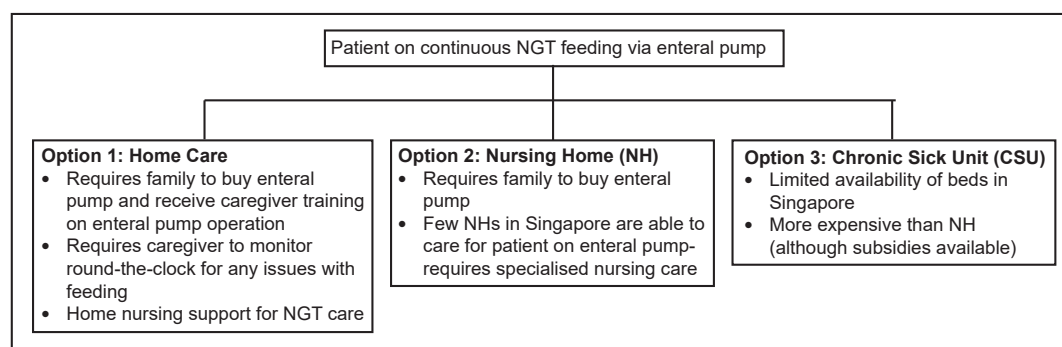 Patient on continuous NGT feeding via enteral pump
Option 1: Home Care
• Requires family to buy enteral
pump and receive caregiver training
on enteral pump operation
• Requires caregiver to monitor
round-the-clock for any issues with
feeding
• Home nursing support for NGT care
Option 2: Nursing Home (NH)
• Requires family to buy enteral
pump
• Few NHs in Singapore are able to
care for patient on enteral pump-
requires specialised nursing care
Option 3: Chronic Sick Unit (CSU)
• Limited availability of beds in
Singapore
• More expensive than NH
(although subsidies available)